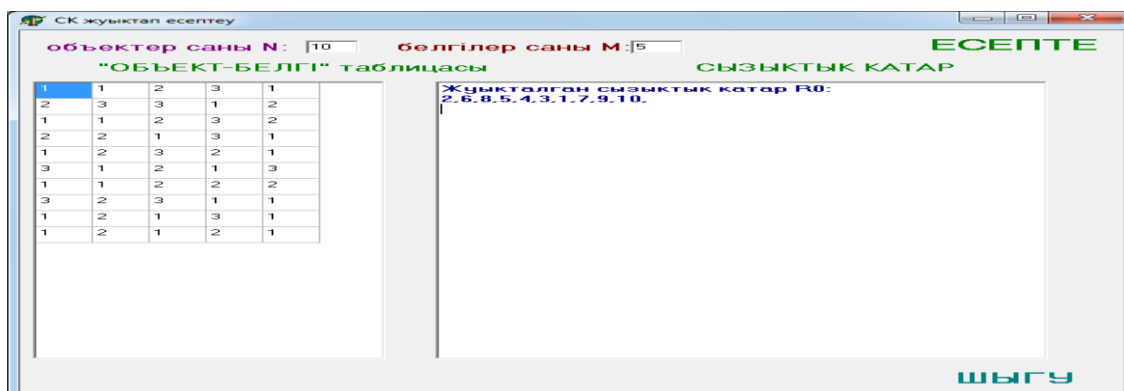 СК жуыктап есептеу
объектер саны N: 10 белгілер саны M: 5 ЕСЕПТЕ
"ОБЪЕКТ-БЕЛГІ" таблицасы СЫЗЫКТЫК КАТАР
1 1 2 3 1
2 3 3 1 2
1 1 2 3 2
2 2 1 3 1
1 2 3 2 1
3 1 2 1 3
1 1 2 2 2
3 2 3 1 1
1 2 1 3 1
1 2 1 2 1
Жуыкталган сызыктык катар R0:
2,6,8,5,4,3,1,7,9,10,
ШЫГУ